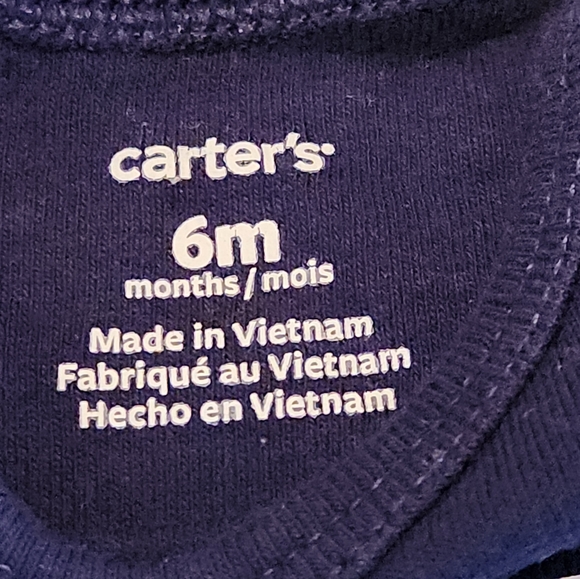 carter's
6m
months/mois
Made in Vietnam
Fabriqué au Vietnam
Hecho en Vietnam